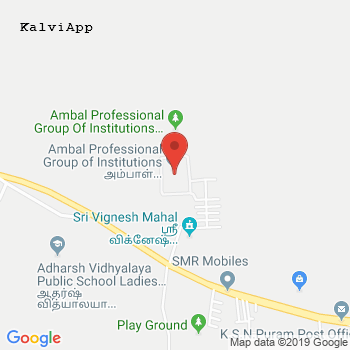 KalviApp
Ambal Professional
Group Of Institutions...
Ambal Professional
Group of Institutions
அம்பாள்...
Sri Vignesh Mahal
ஸ்ரீ
விக்னேஷ்...
SMR Mobiles
Adharsh Vidhyalaya
Public School Ladies...
ஆதர்ஷ்
வித்யாலயா...
Play Ground
K S N Puram Post Offi
Google
Map data ©2019 Google